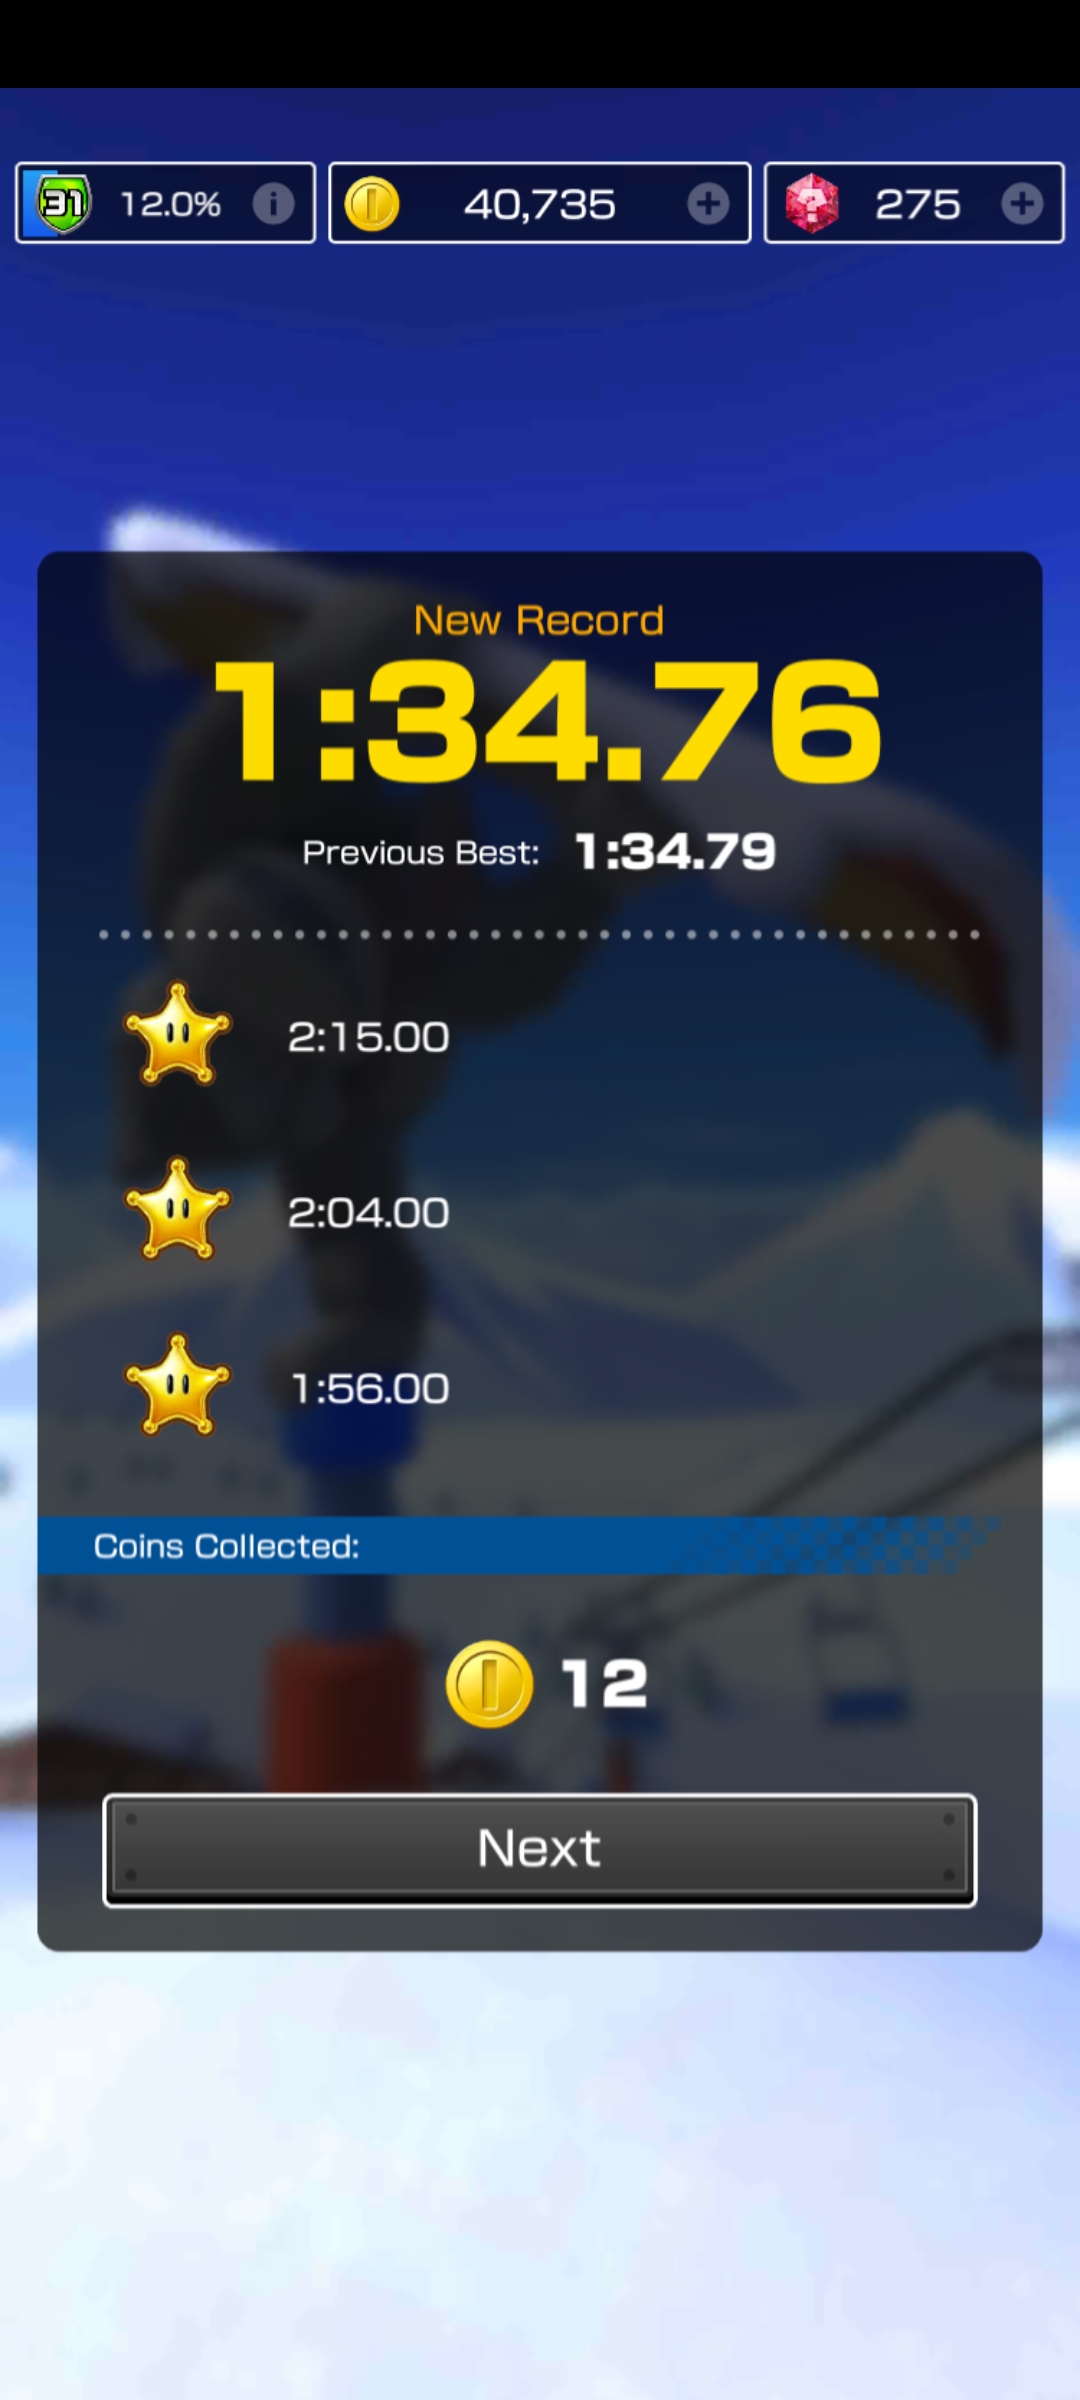 31 12.0% i 40,735 + ? 275 +
New Record
1:34.76
Previous Best: 1:34.79
2:15.00
2:04.00
1:56.00
Coins Collected:
12
Next